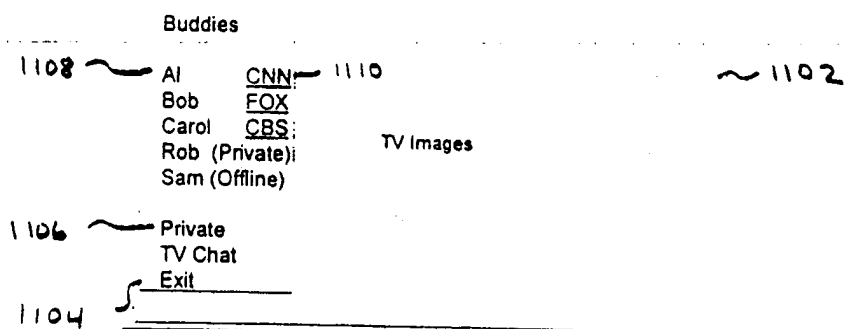 Buddies
1108 Al CNN 1110 1102
Bob FOX
Carol CBS
Rob (Private) TV Images
Sam (Offline)
1106 Private
TV Chat
Exit
1104